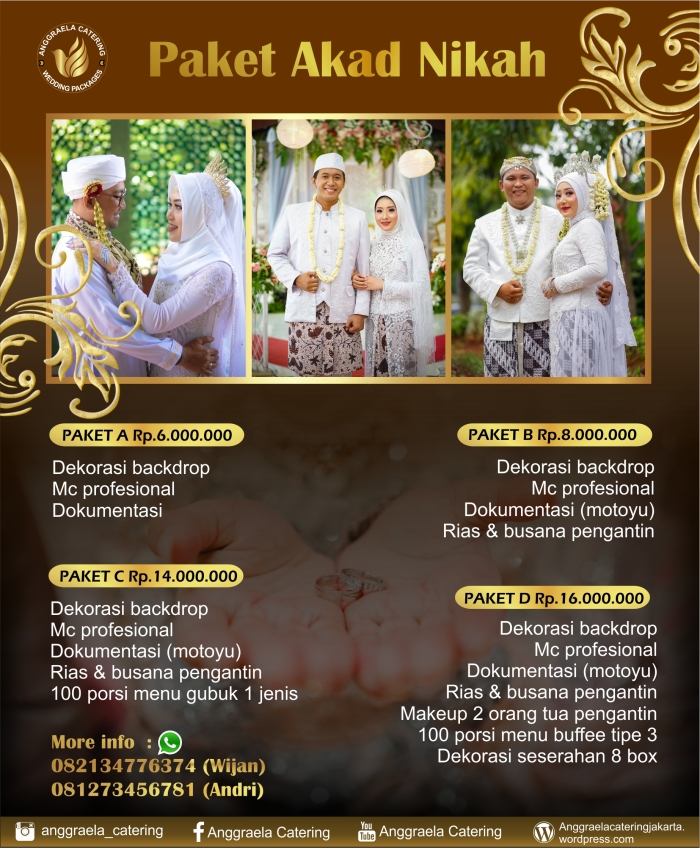 ANGGRAELA CATERING
WEDDING PACKAGES
Paket Akad Nikah
PAKET A Rp.6.000.000
Dekorasi backdrop
Mc profesional
Dokumentasi
PAKET B Rp.8.000.000
Dekorasi backdrop
Mc profesional
Dokumentasi (motoyu)
Rias & busana pengantin
PAKET C Rp.14.000.000
Dekorasi backdrop
Mc profesional
Dokumentasi (motoyu)
Rias & busana pengantin
100 porsi menu gubuk 1 jenis
PAKET D Rp.16.000.000
Dekorasi backdrop
Mc profesional
Dokumentasi (motoyu)
Rias & busana pengantin
Makeup 2 orang tua pengantin
100 porsi menu buffee tipe 3
Dekorasi seserahan 8 box
More info :
082134776374 (Wijan)
081273456781 (Andri)
anggraela_catering
Anggraela Catering
You Tube
Anggraela Catering
Anggraelacateringjakarta.
wordpress.com